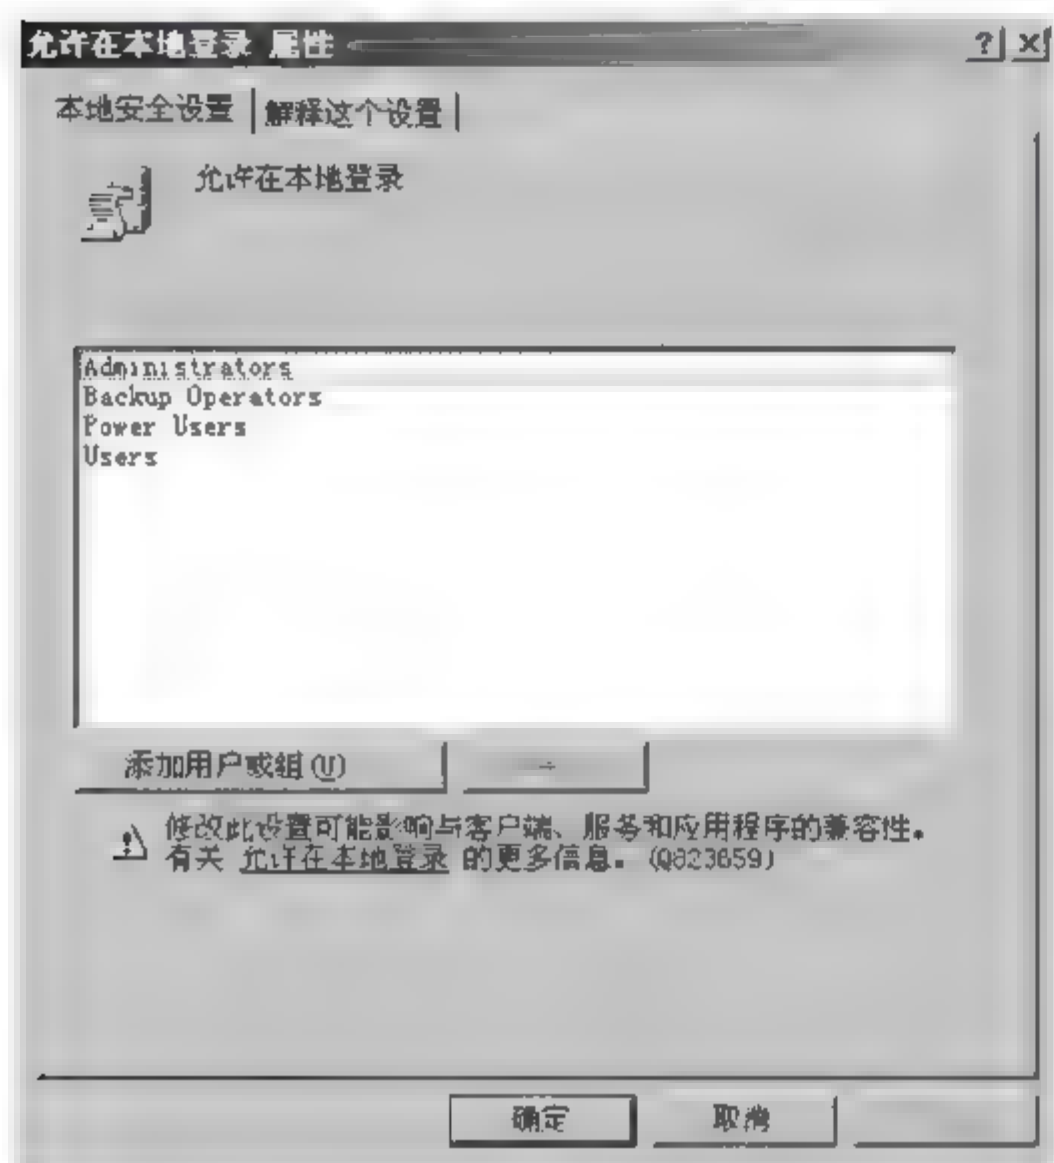 允许在本地登录 属性
本地安全设置 解释这个设置
允许在本地登录
Administrators
Backup Operators
Power Users
Users
添加用户或组(U)
修改此设置可能影响与客户端、服务和应用程序的兼容性。
有关 允许在本地登录 的更多信息。(Q823659)
确定 取消